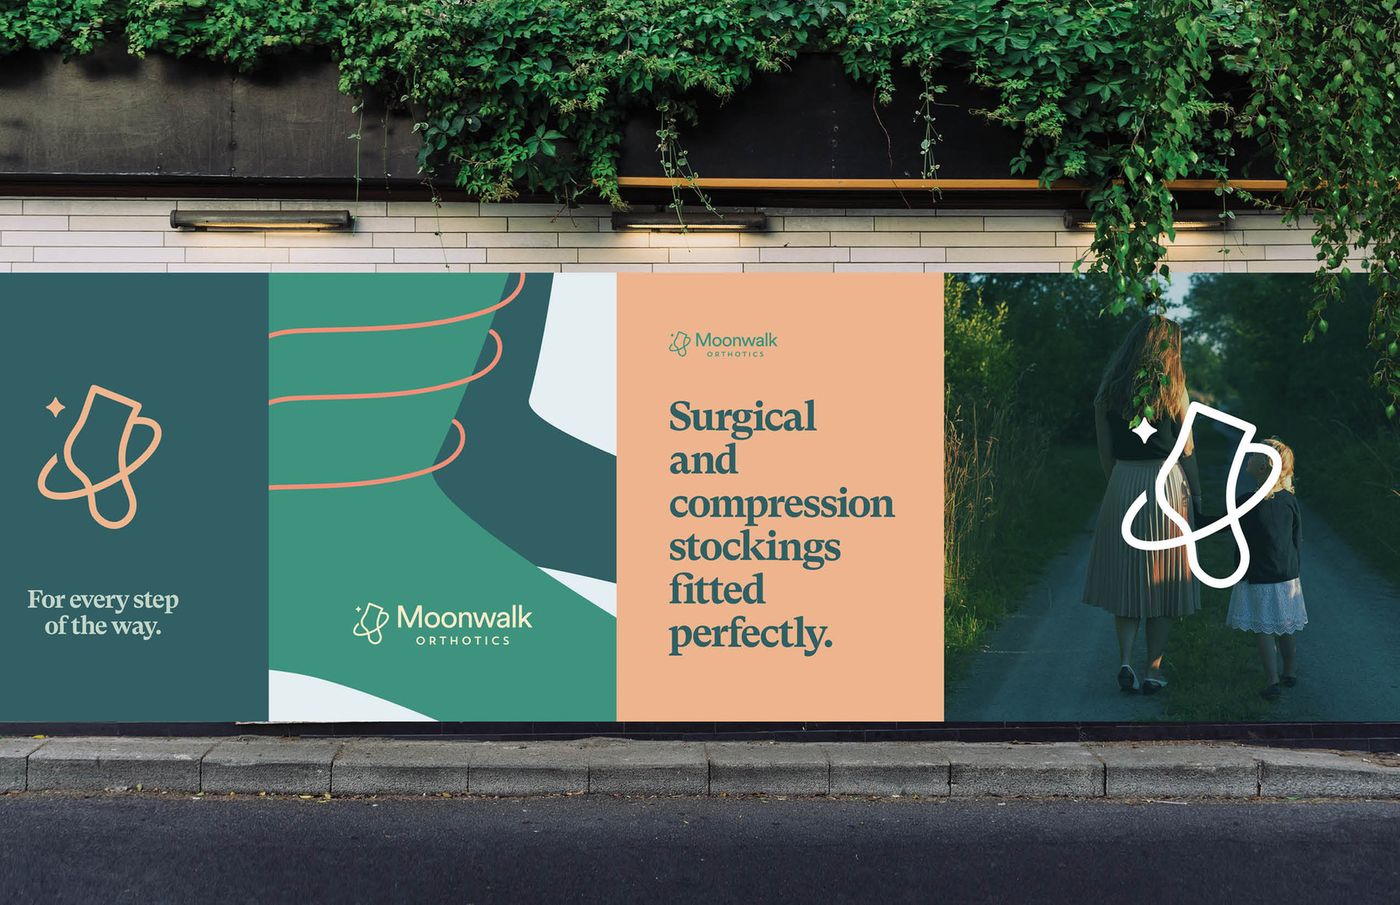 For every step
of the way.
Moonwalk
ORTHOTICS
Moonwalk
ORTHOTICS
Surgical
and
compression
stockings
fitted
perfectly.